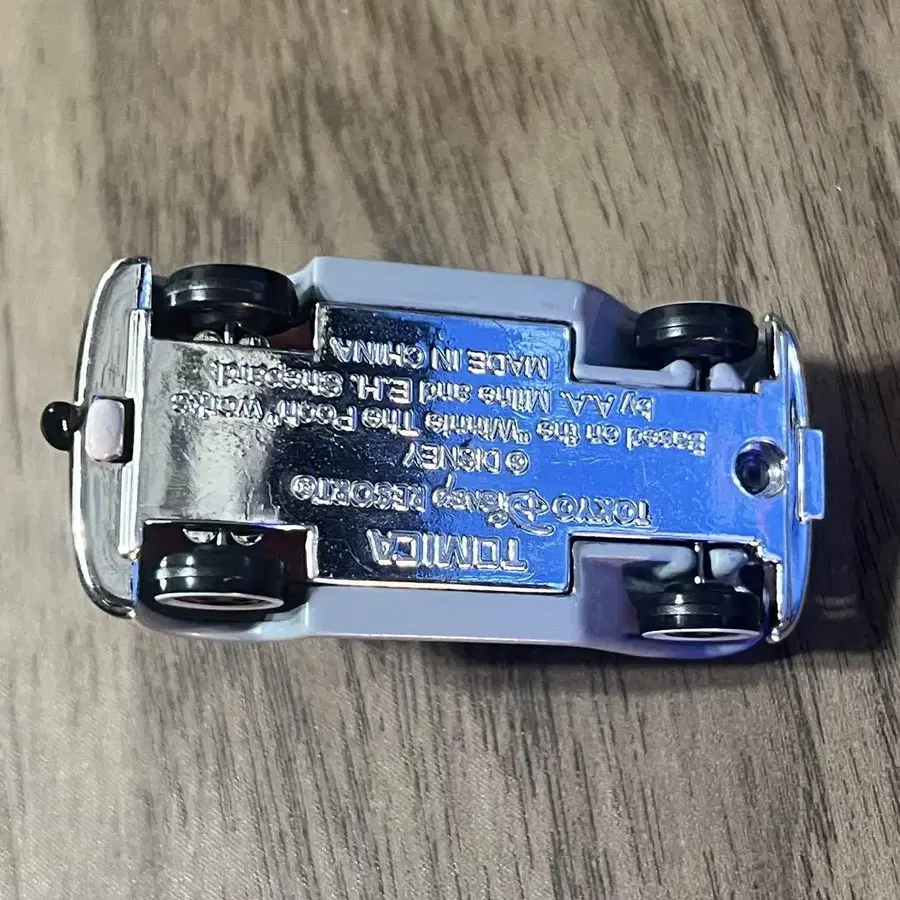 TOMICA
TOKYO Disney RESORT®
© DISNEY
Based on the "Winnie The Pooh" works
by A.A. Milne and E.H. Shepard.
MADE IN CHINA